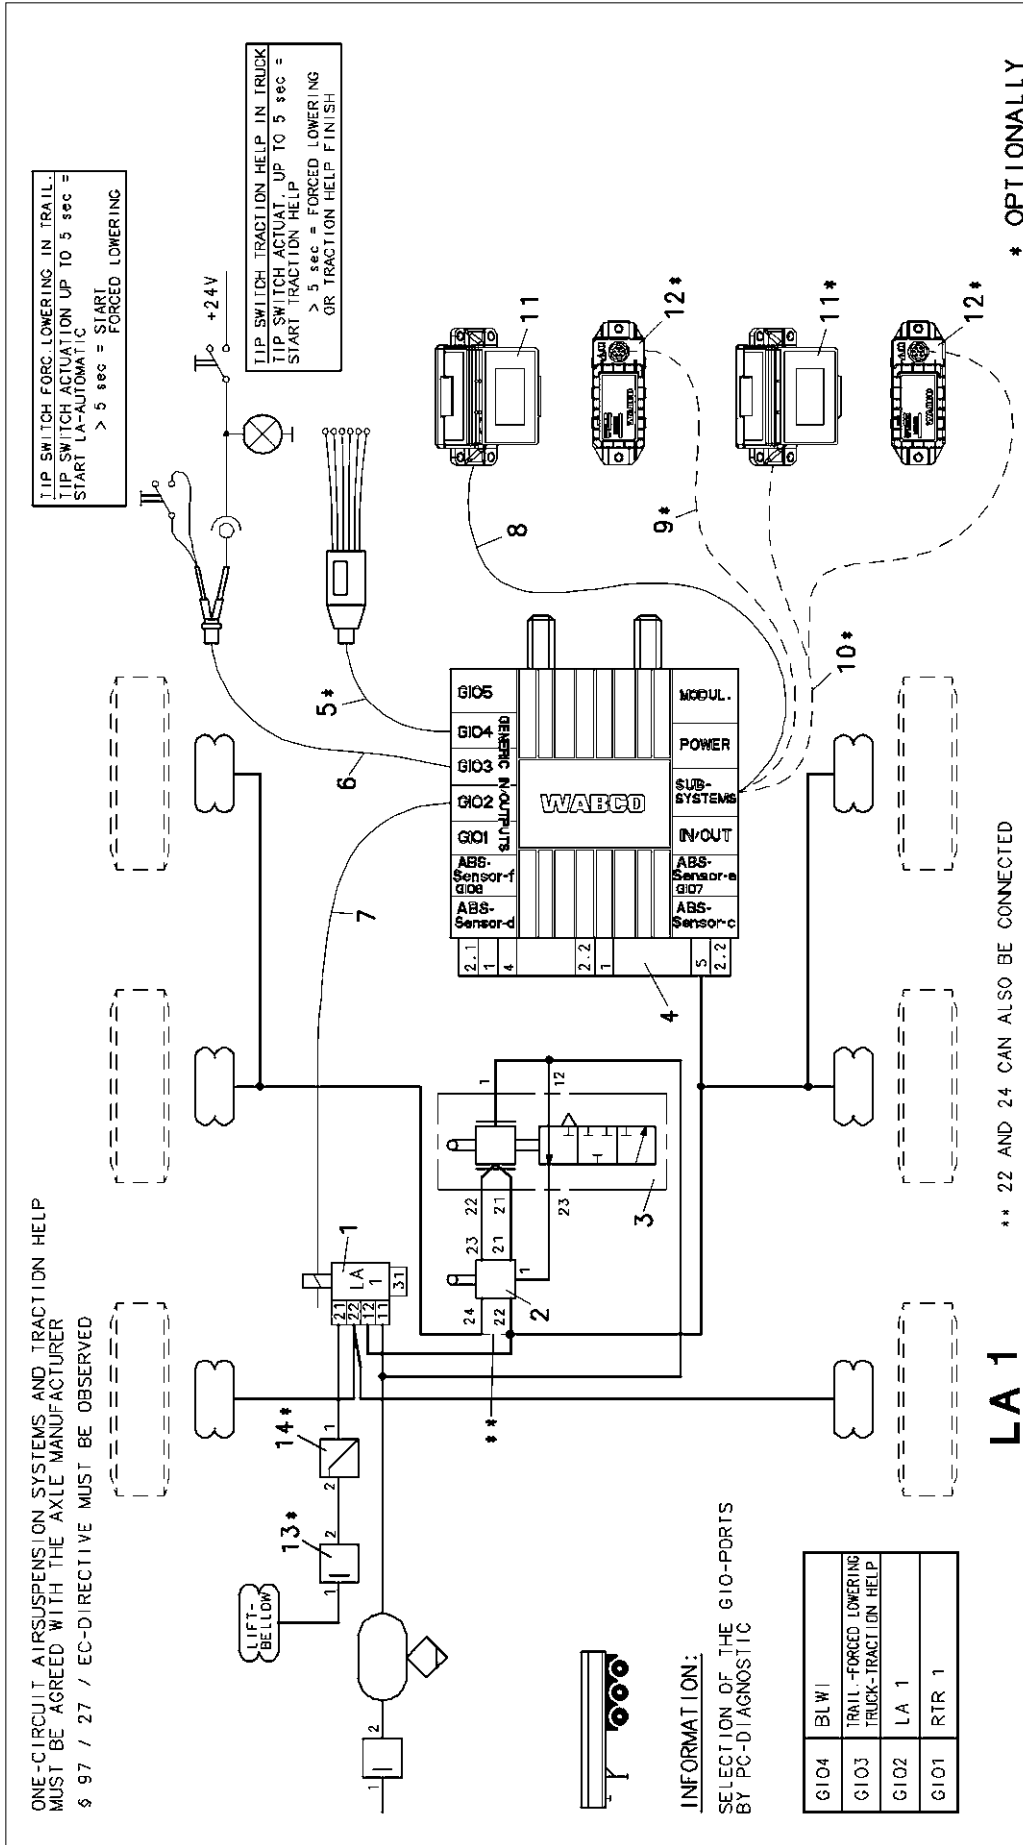 ONE-CIRCUIT AIRSUSPENSION SYSTEMS AND TRACTION HELP
MUST BE AGREED WITH THE AXLE MANUFACTURER
§ 97 / 27 / EC-DIRECTIVE MUST BE OBSERVED
TIP SWITCH FORC.LOWERING IN TRAIL.
TIP SWITCH ACTUATION UP TO 5 sec =
START LA-AUTOMATIC
> 5 sec = START
FORCED LOWERING
TIP SWITCH TRACTION HELP IN TRUCK
TIP SWITCH ACTUAT. UP TO 5 sec =
START TRACTION HELP
> 5 sec = FORCED LOWERING
OR TRACTION HELP FINISH
+24V
LIFT-
BELLOW
13*
1
2
14*
2
1
1
2
1
LA
1
21
22
12
11
31
7
6
5*
24
22
2
1
23
21
22
21
1
12
23
3
**
4
2.1
1
4
2.2
1
5
2.2
ABS-
Sensor-d
ABS-
Sensor-f
GIO6
GIO1
GIO2
GIO3
GIO4
GIO5
GENERIC IN/OUTPUTS
WABCO
ABS-
Sensor-c
ABS-
Sensor-e
GIO7
IN/OUT
SUB-
SYSTEMS
POWER
MODUL.
8
9*
10*
11
12*
11*
12*
INFORMATION:
SELECTION OF THE GIO-PORTS
BY PC-DIAGNOSTIC
GIO4 BLWI
GIO3 TRAIL.-FORCED LOWERING
TRUCK-TRACTION HELP
GIO2 LA 1
GIO1 RTR 1
LA 1
** 22 AND 24 CAN ALSO BE CONNECTED
* OPTIONALLY